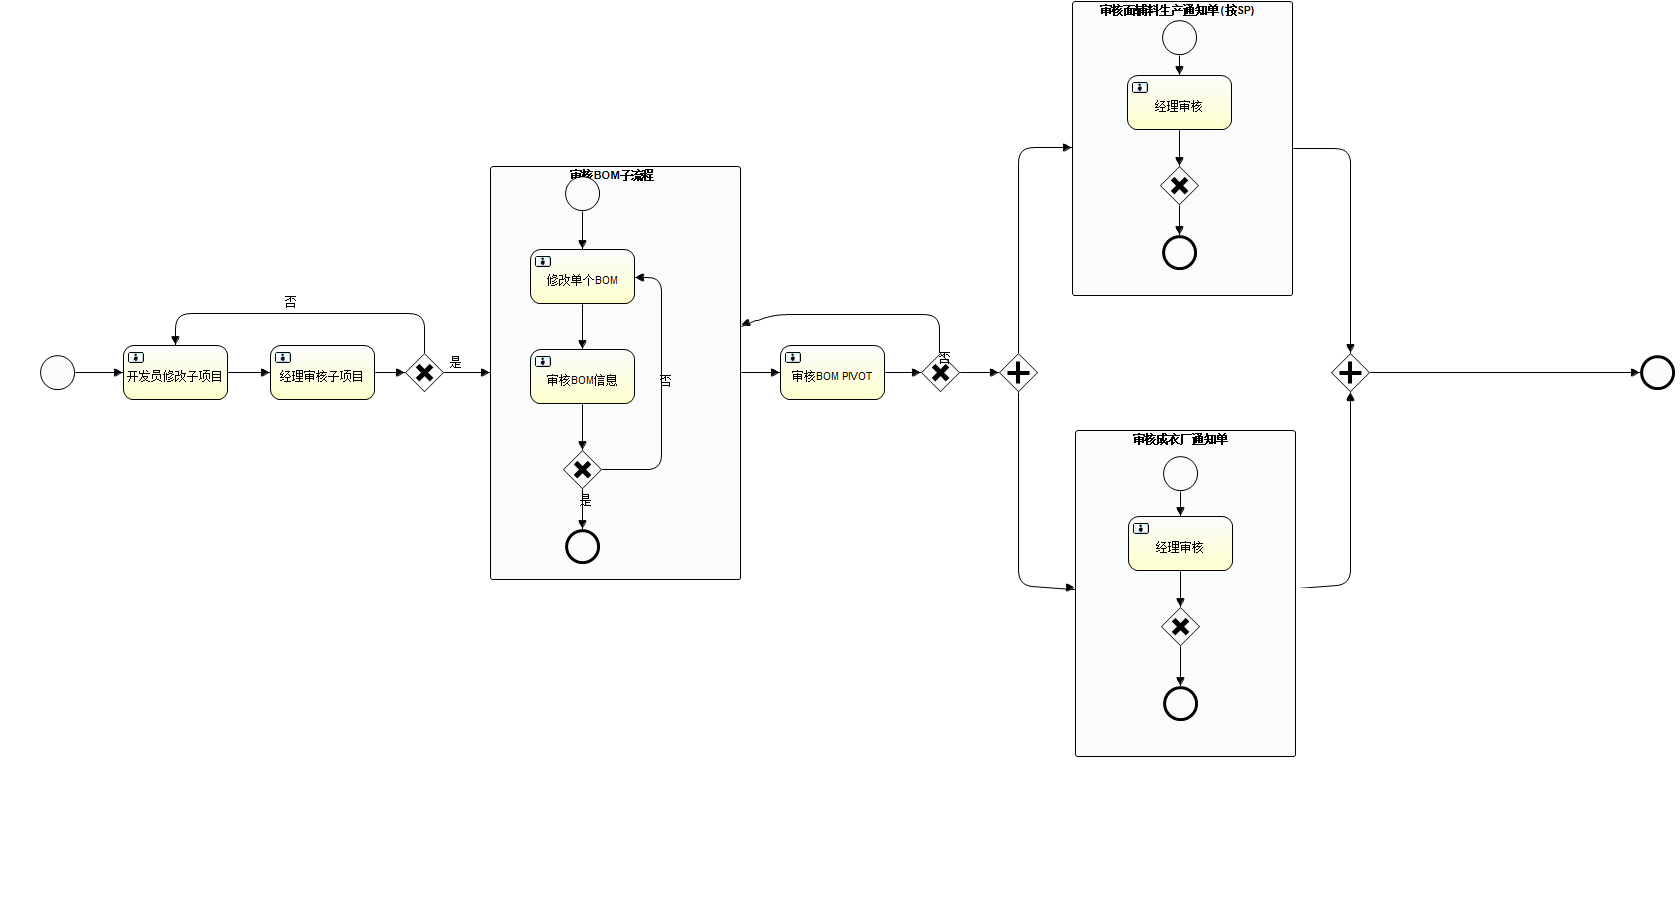 审核面辅料生产通知单 (按SP)
经理审核
审核BOM子流程
修改单个BOM
审核BOM信息
否
是
否
开发员修改子项目
经理审核子项目
是
审核BOM PIVOT
否
审核成衣厂通知单
经理审核